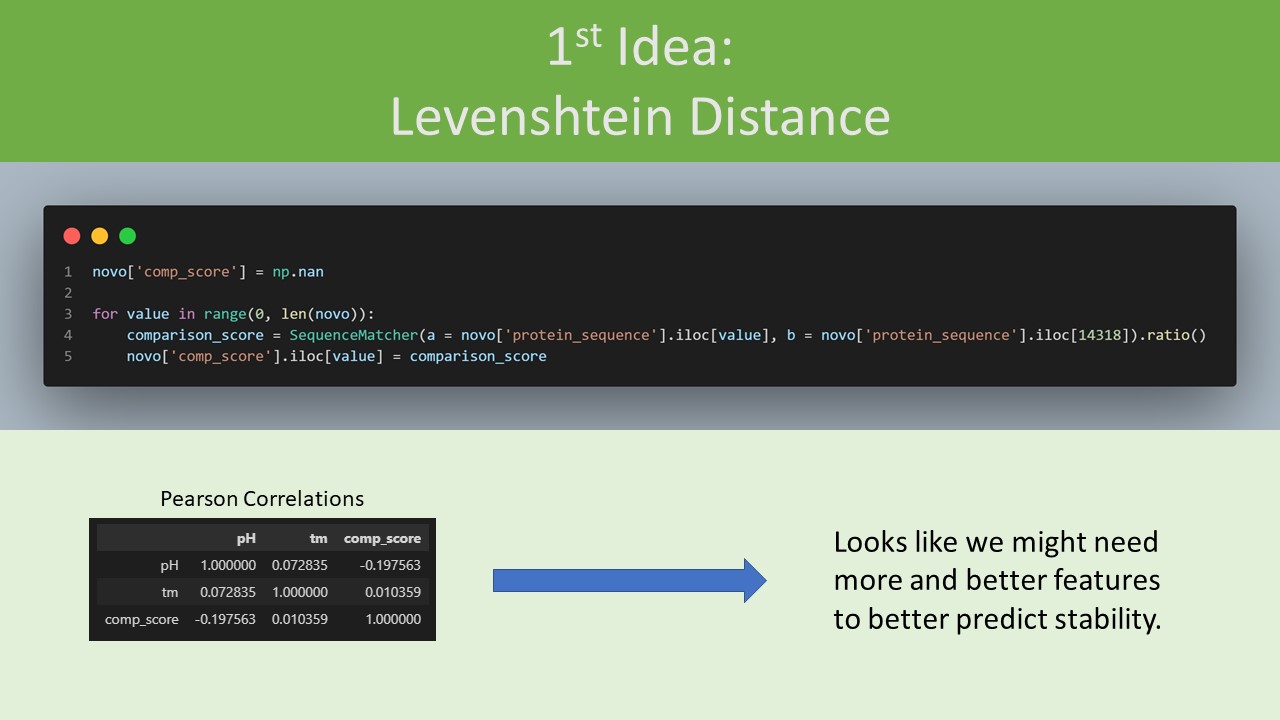 1st Idea:
Levenshtein Distance
1 novo['comp_score'] = np.nan
2
3 for value in range(0, len(novo)):
4     comparison_score = SequenceMatcher(a = novo['protein_sequence'].iloc[value], b = novo['protein_sequence'].iloc[14318]).ratio()
5     novo['comp_score'].iloc[value] = comparison_score
Pearson Correlations
pH tm comp_score
pH 1.000000 0.072835 -0.197563
tm 0.072835 1.000000 0.010359
comp_score -0.197563 0.010359 1.000000
Looks like we might need
more and better features
to better predict stability.